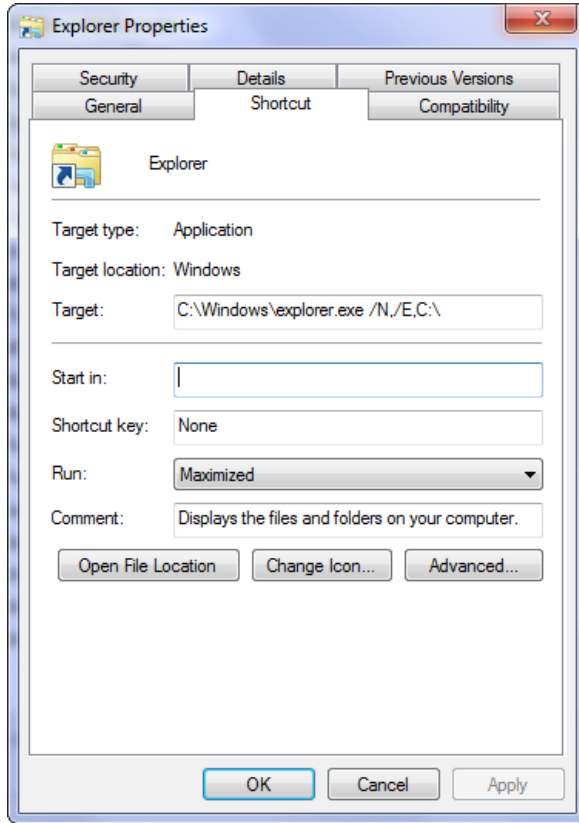 Explorer Properties
Security Details Previous Versions
General Shortcut Compatibility
Explorer
Target type: Application
Target location: Windows
Target: C:\Windows\explorer.exe /N,/E,C:\
Start in:
Shortcut key: None
Run: Maximized
Comment: Displays the files and folders on your computer.
Open File Location Change Icon... Advanced...
OK Cancel Apply